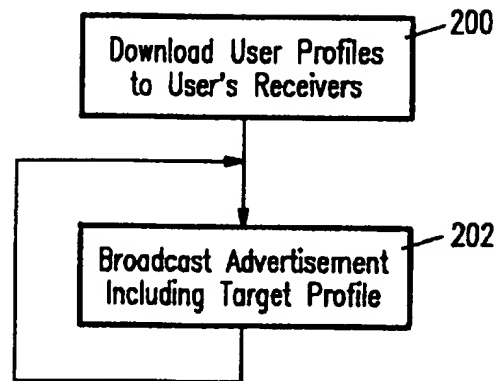 200
Download User Profiles
to User's Receivers
202
Broadcast Advertisement
Including Target Profile